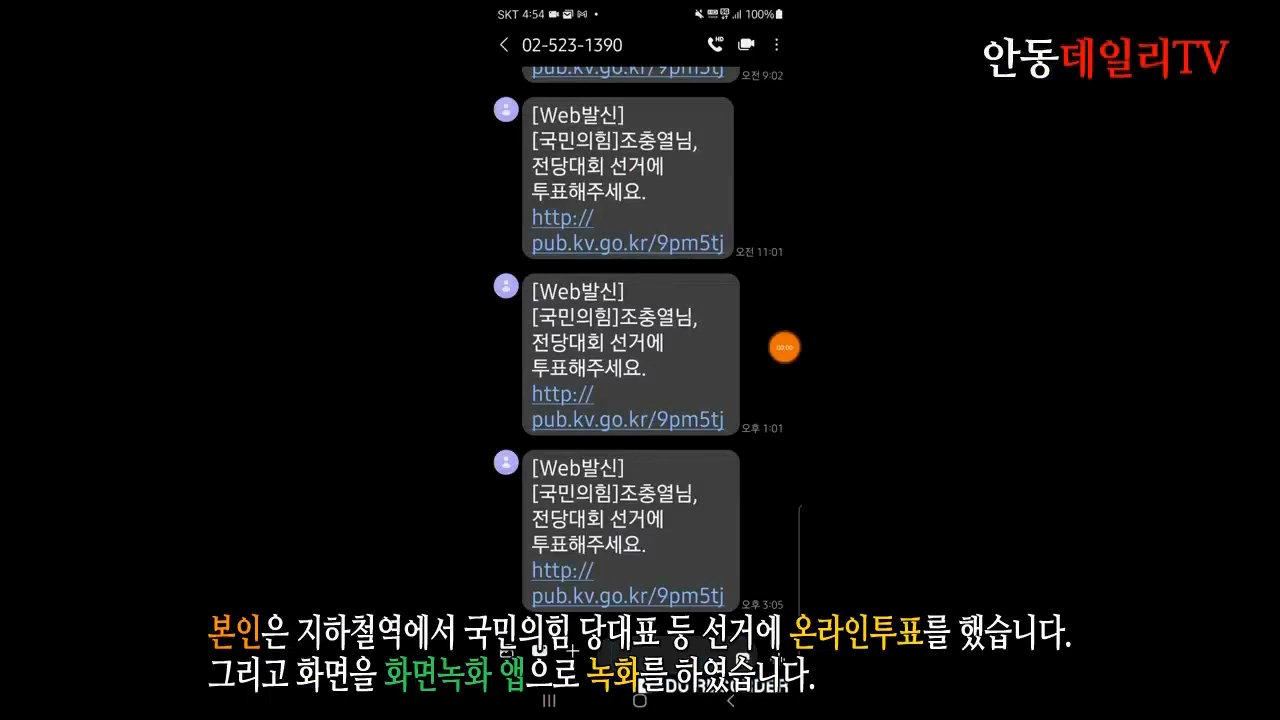 SKT 4:54
100%
02-523-1390
안동데일리TV
pub.kv.go.kr/9pm5tj
오전 9:02
[Web발신]
[국민의힘]조충열님,
전당대회 선거에
투표해주세요.
http://
pub.kv.go.kr/9pm5tj
오전 11:01
[Web발신]
[국민의힘]조충열님,
전당대회 선거에
투표해주세요.
http://
pub.kv.go.kr/9pm5tj
오후 1:01
00:00
[Web발신]
[국민의힘]조충열님,
전당대회 선거에
투표해주세요.
http://
pub.kv.go.kr/9pm5tj
오후 3:05
본인은 지하철역에서 국민의힘 당대표 등 선거에 온라인투표를 했습니다.
그리고 화면을 화면녹화 앱으로 녹화를 하였습니다.